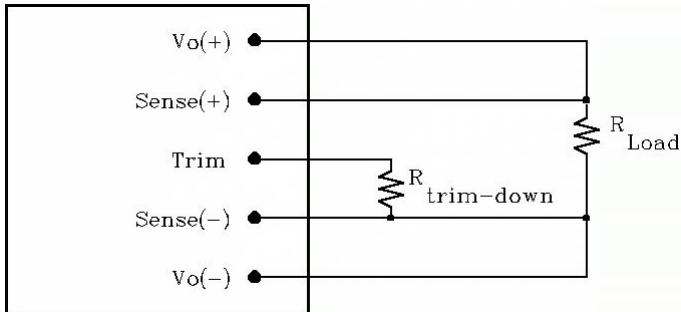 Vo(+)
Sense(+)
R
Load
Trim
R
trim-down
Sense(-)
Vo(-)